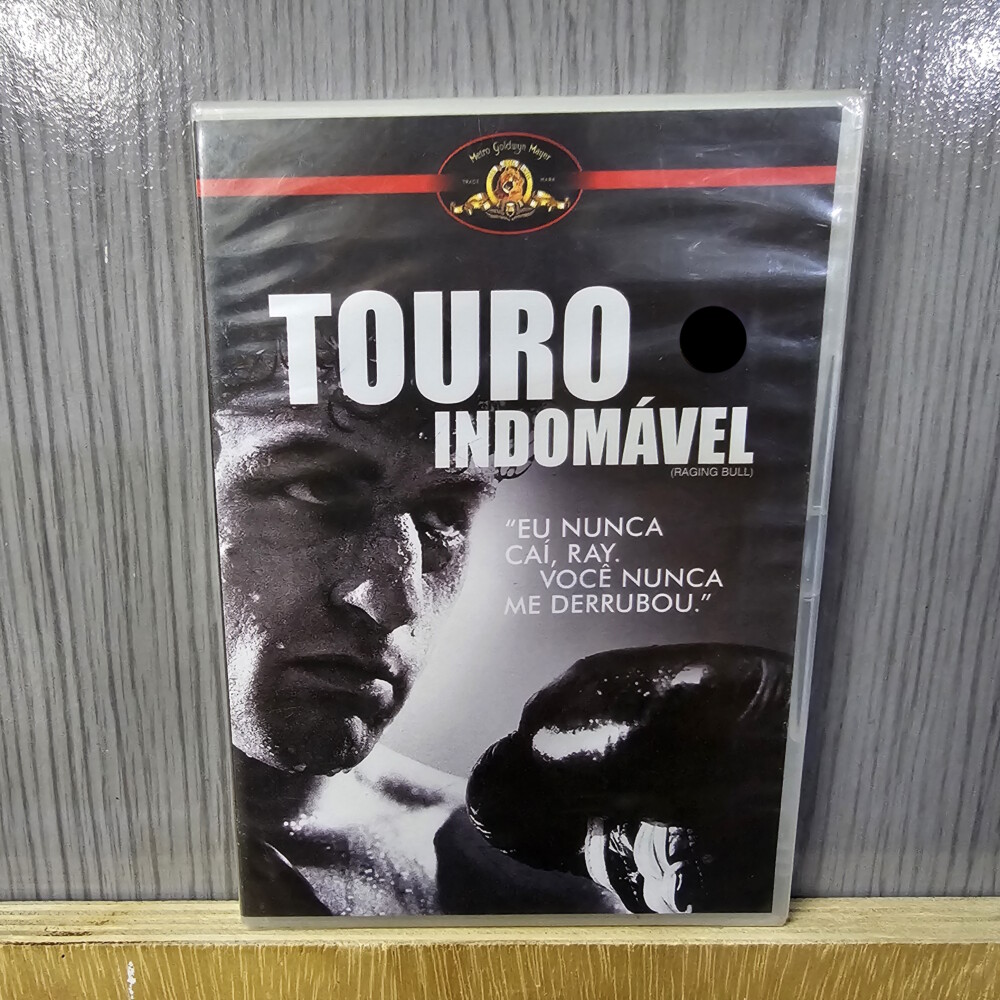 Metro Goldwyn Mayer
TRADE MARK
TOURO
INDOMÁVEL
(RAGING BULL)
"EU NUNCA
CAÍ, RAY.
VOCÊ NUNCA
ME DERRUBOU."